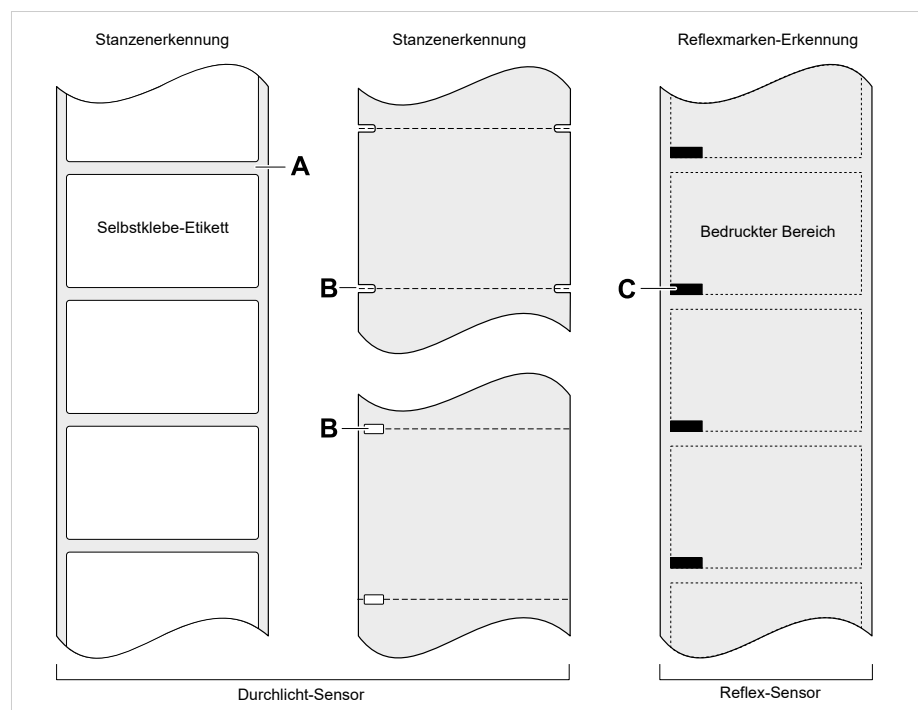 Stanzenerkennung
Stanzenerkennung
Reflexmarken-Erkennung
A
Selbstklebe-Etikett
Bedruckter Bereich
B
C
B
Durchlicht-Sensor
Reflex-Sensor